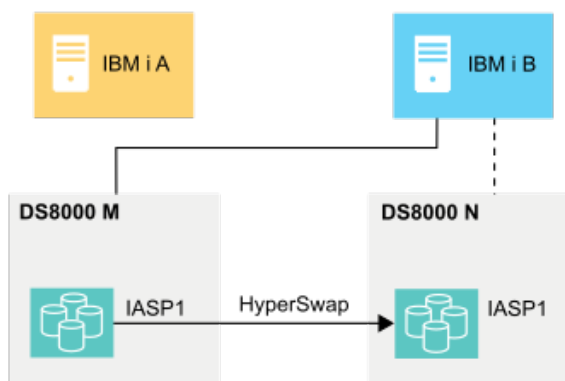 IBM i A
IBM i B
DS8000 M
DS8000 N
IASP1
HyperSwap
IASP1